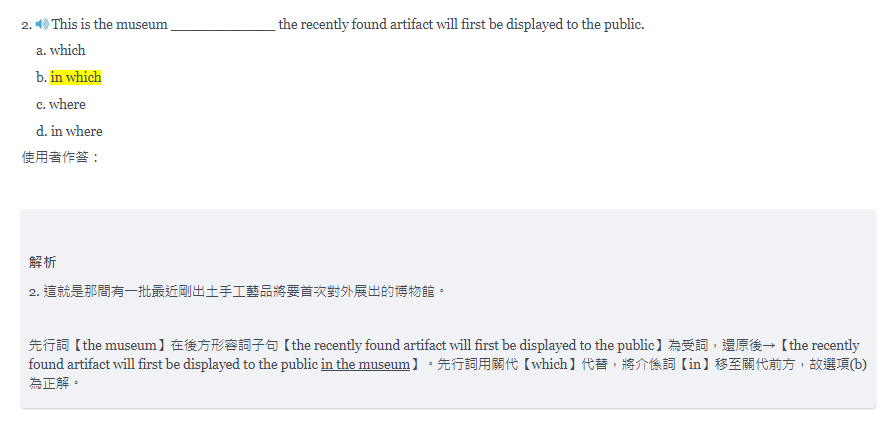 2. This is the museum _____________ the recently found artifact will first be displayed to the public.
a. which
b. in which
c. where
d. in where
使用者作答：
解析
2. 這就是那間有一批最近剛出土手工藝品將要首次對外展出的博物館。
先行詞【the museum】在後方形容詞子句【the recently found artifact will first be displayed to the public】為受詞，還原後→【the recently
found artifact will first be displayed to the public in the museum】。先行詞用關代【which】代替，將介係詞【in】移至關代前方，故選項(b)
為正解。